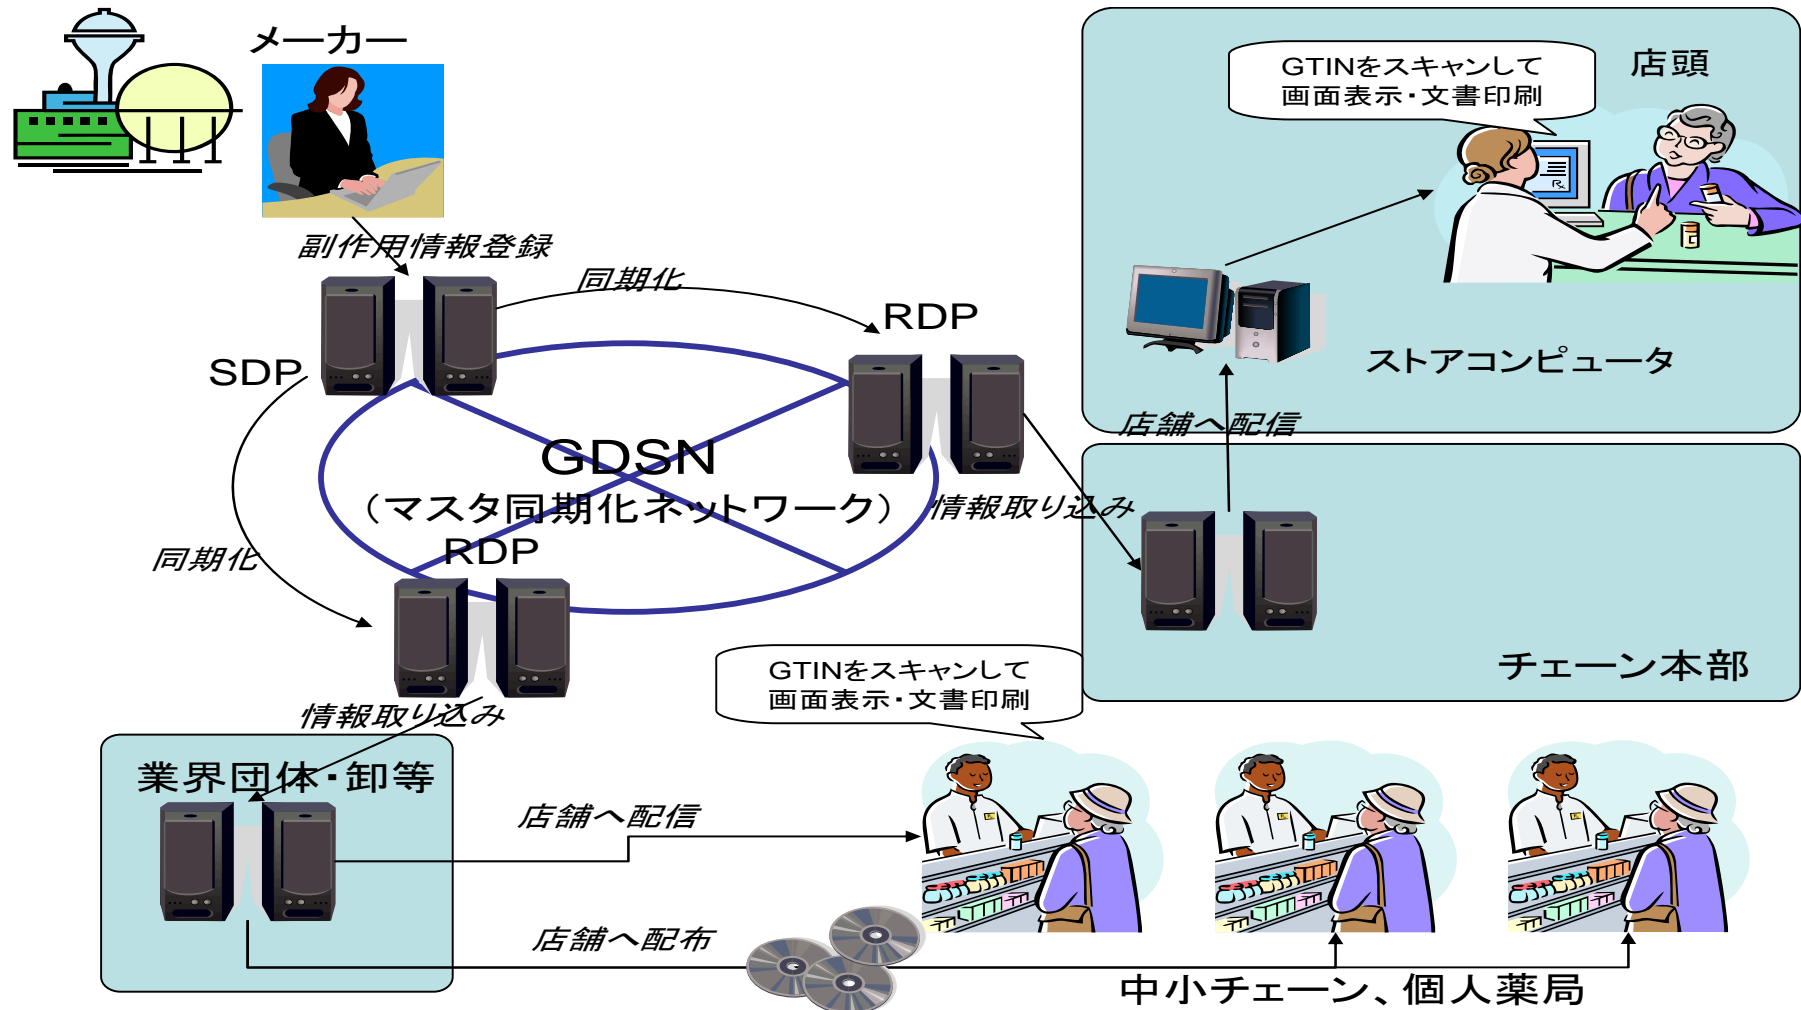 メーカー
GTINをスキャンして
画面表示・文書印刷
店頭
副作用情報登録
同期化
RDP
SDP
ストアコンピュータ
店舗へ配信
GDSN
（マスタ同期化ネットワーク）
情報取り込み
RDP
同期化
チェーン本部
GTINをスキャンして
画面表示・文書印刷
情報取り込み
業界団体・卸等
店舗へ配信
店舗へ配布
中小チェーン、個人薬局